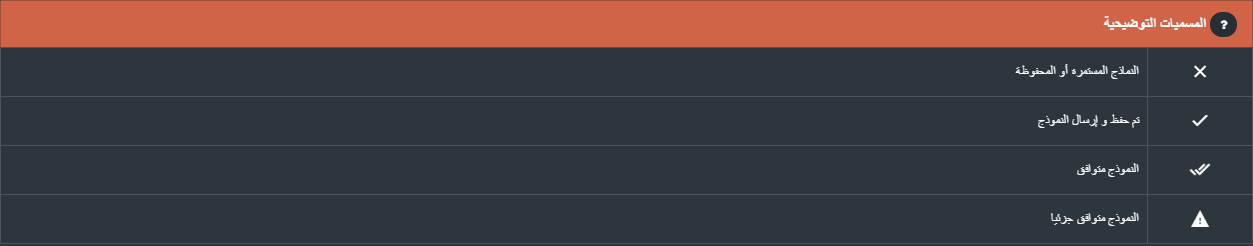 المسميات التوضيحية
النماذج المستمره أو المحفوظة
تم حفظ و إرسال النموذج
النموذج متوافق
النموذج متوافق جزئيا